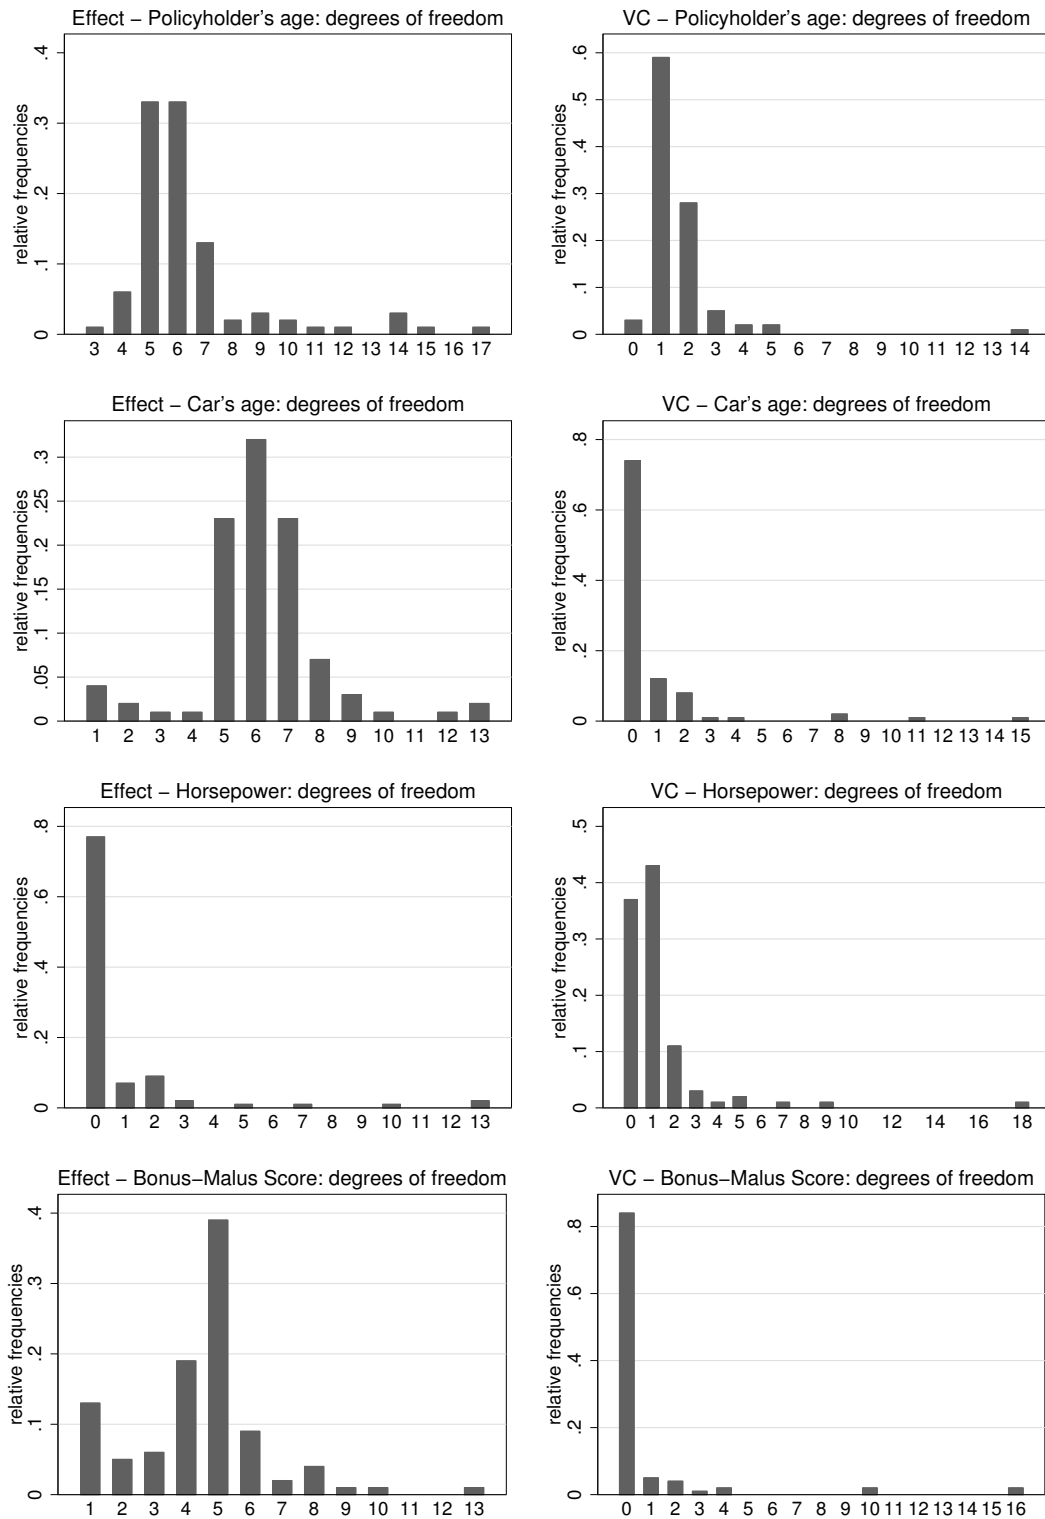 Effect − Policyholder's age: degrees of freedom
relative frequencies
0 .1 .2 .3 .4
3 4 5 6 7 8 9 10 11 12 13 14 15 16 17
VC − Policyholder's age: degrees of freedom
relative frequencies
0 .1 .2 .3 .4 .5 .6
0 1 2 3 4 5 6 7 8 9 10 11 12 13 14
Effect − Car's age: degrees of freedom
relative frequencies
0 .05 .1 .15 .2 .25 .3
1 2 3 4 5 6 7 8 9 10 11 12 13
VC − Car's age: degrees of freedom
relative frequencies
0 .2 .4 .6 .8
0 1 2 3 4 5 6 7 8 9 10 11 12 13 14 15
Effect − Horsepower: degrees of freedom
relative frequencies
0 .2 .4 .6 .8
0 1 2 3 4 5 6 7 8 9 10 11 12 13
VC − Horsepower: degrees of freedom
relative frequencies
0 .1 .2 .3 .4 .5
0 1 2 3 4 5 6 7 8 9 10 12 14 16 18
Effect − Bonus−Malus Score: degrees of freedom
relative frequencies
0 .1 .2 .3 .4
1 2 3 4 5 6 7 8 9 10 11 12 13
VC − Bonus−Malus Score: degrees of freedom
relative frequencies
0 .2 .4 .6 .8
0 1 2 3 4 5 6 7 8 9 10 11 12 13 14 15 16